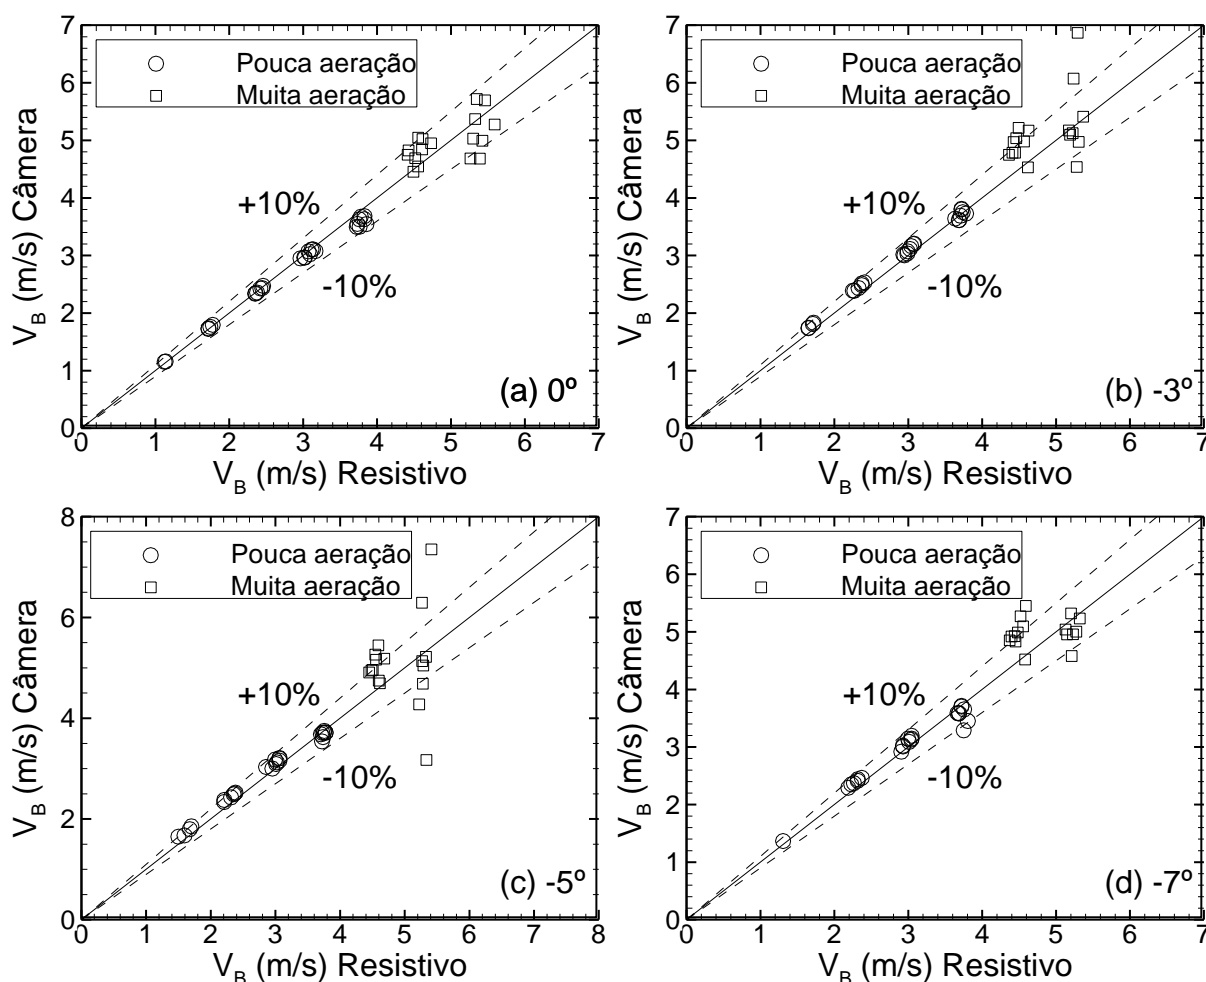 7
6
5
4
3
2
1
0
V_B (m/s) Câmera
Pouca aeração
Muita aeração
+10%
-10%
(a) 0º
0 1 2 3 4 5 6 7
V_B (m/s) Resistivo
7
6
5
4
3
2
1
0
V_B (m/s) Câmera
Pouca aeração
Muita aeração
+10%
-10%
(b) -3º
0 1 2 3 4 5 6 7
V_B (m/s) Resistivo
8
6
4
2
0
V_B (m/s) Câmera
Pouca aeração
Muita aeração
+10%
-10%
(c) -5º
0 1 2 3 4 5 6 7 8
V_B (m/s) Resistivo
7
6
5
4
3
2
1
0
V_B (m/s) Câmera
Pouca aeração
Muita aeração
+10%
-10%
(d) -7º
0 1 2 3 4 5 6 7
V_B (m/s) Resistivo